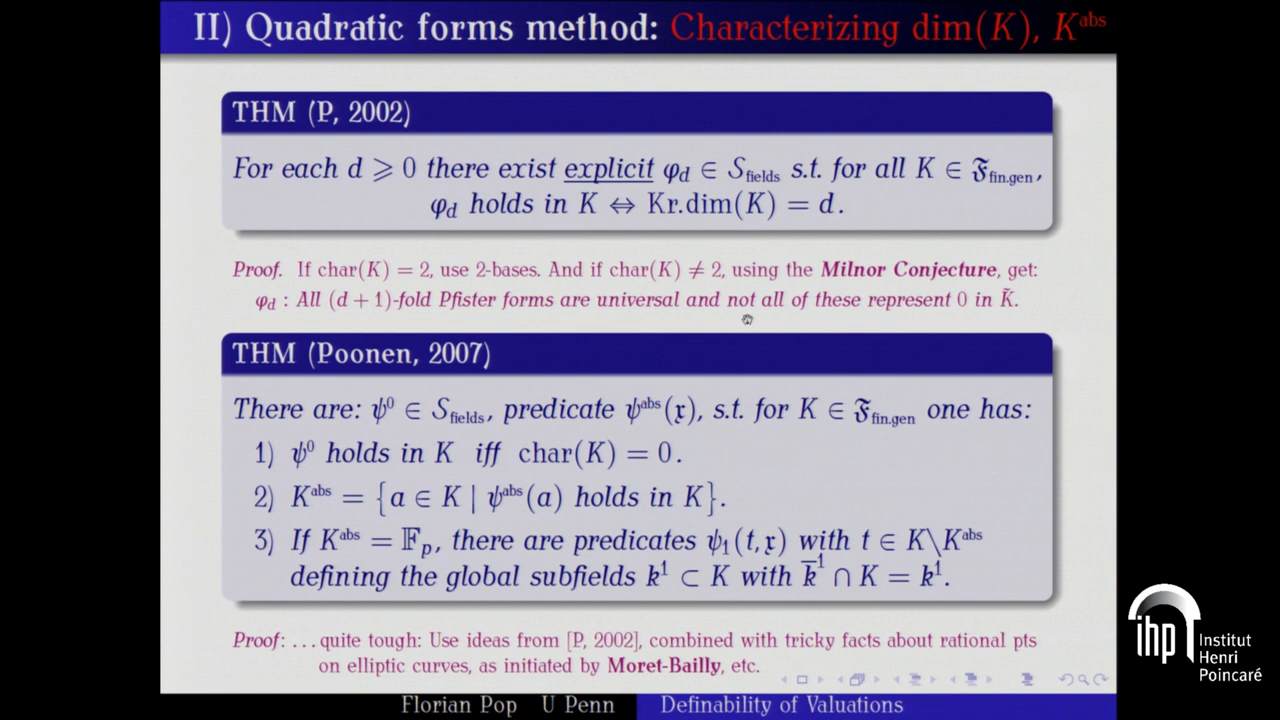 II) Quadratic forms method: Characterizing dim(K), K^abs
THM (P, 2002)
For each d ⩾ 0 there exist explicit φ_d ∈ S_fields s.t. for all K ∈ 𝔉_fin.gen,
φ_d holds in K ⇔ Kr.dim(K) = d.
Proof. If char(K) = 2, use 2-bases. And if char(K) ≠ 2, using the Milnor Conjecture, get:
φ_d : All (d + 1)-fold Pfister forms are universal and not all of these represent 0 in K̃.
THM (Poonen, 2007)
There are: ψ^0 ∈ S_fields, predicate ψ^abs(𝔵), s.t. for K ∈ 𝔉_fin.gen one has:
1) ψ^0 holds in K iff char(K) = 0.
2) K^abs = {a ∈ K | ψ^abs(a) holds in K}.
3) If K^abs = 𝔽_p, there are predicates ψ_1(t, 𝔵) with t ∈ K\K^abs
defining the global subfields k^1 ⊂ K with k̅^1 ∩ K = k^1.
Proof: ... quite tough: Use ideas from [P, 2002], combined with tricky facts about rational pts
on elliptic curves, as initiated by Moret-Bailly, etc.
Florian Pop U Penn
Definability of Valuations
ihp
Institut
Henri
Poincaré